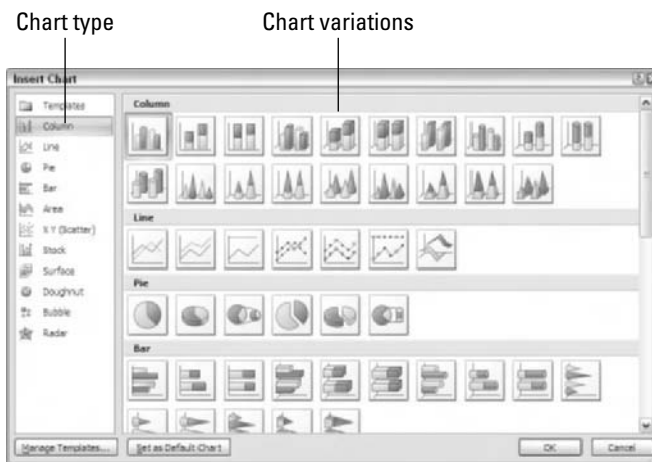 Chart type
Chart variations
Insert Chart
Templates
Column
Line
Pie
Bar
Area
X Y (Scatter)
Stock
Surface
Doughnut
Bubble
Radar
Column
Line
Pie
Bar
Manage Templates...
Set as Default Chart
OK
Cancel